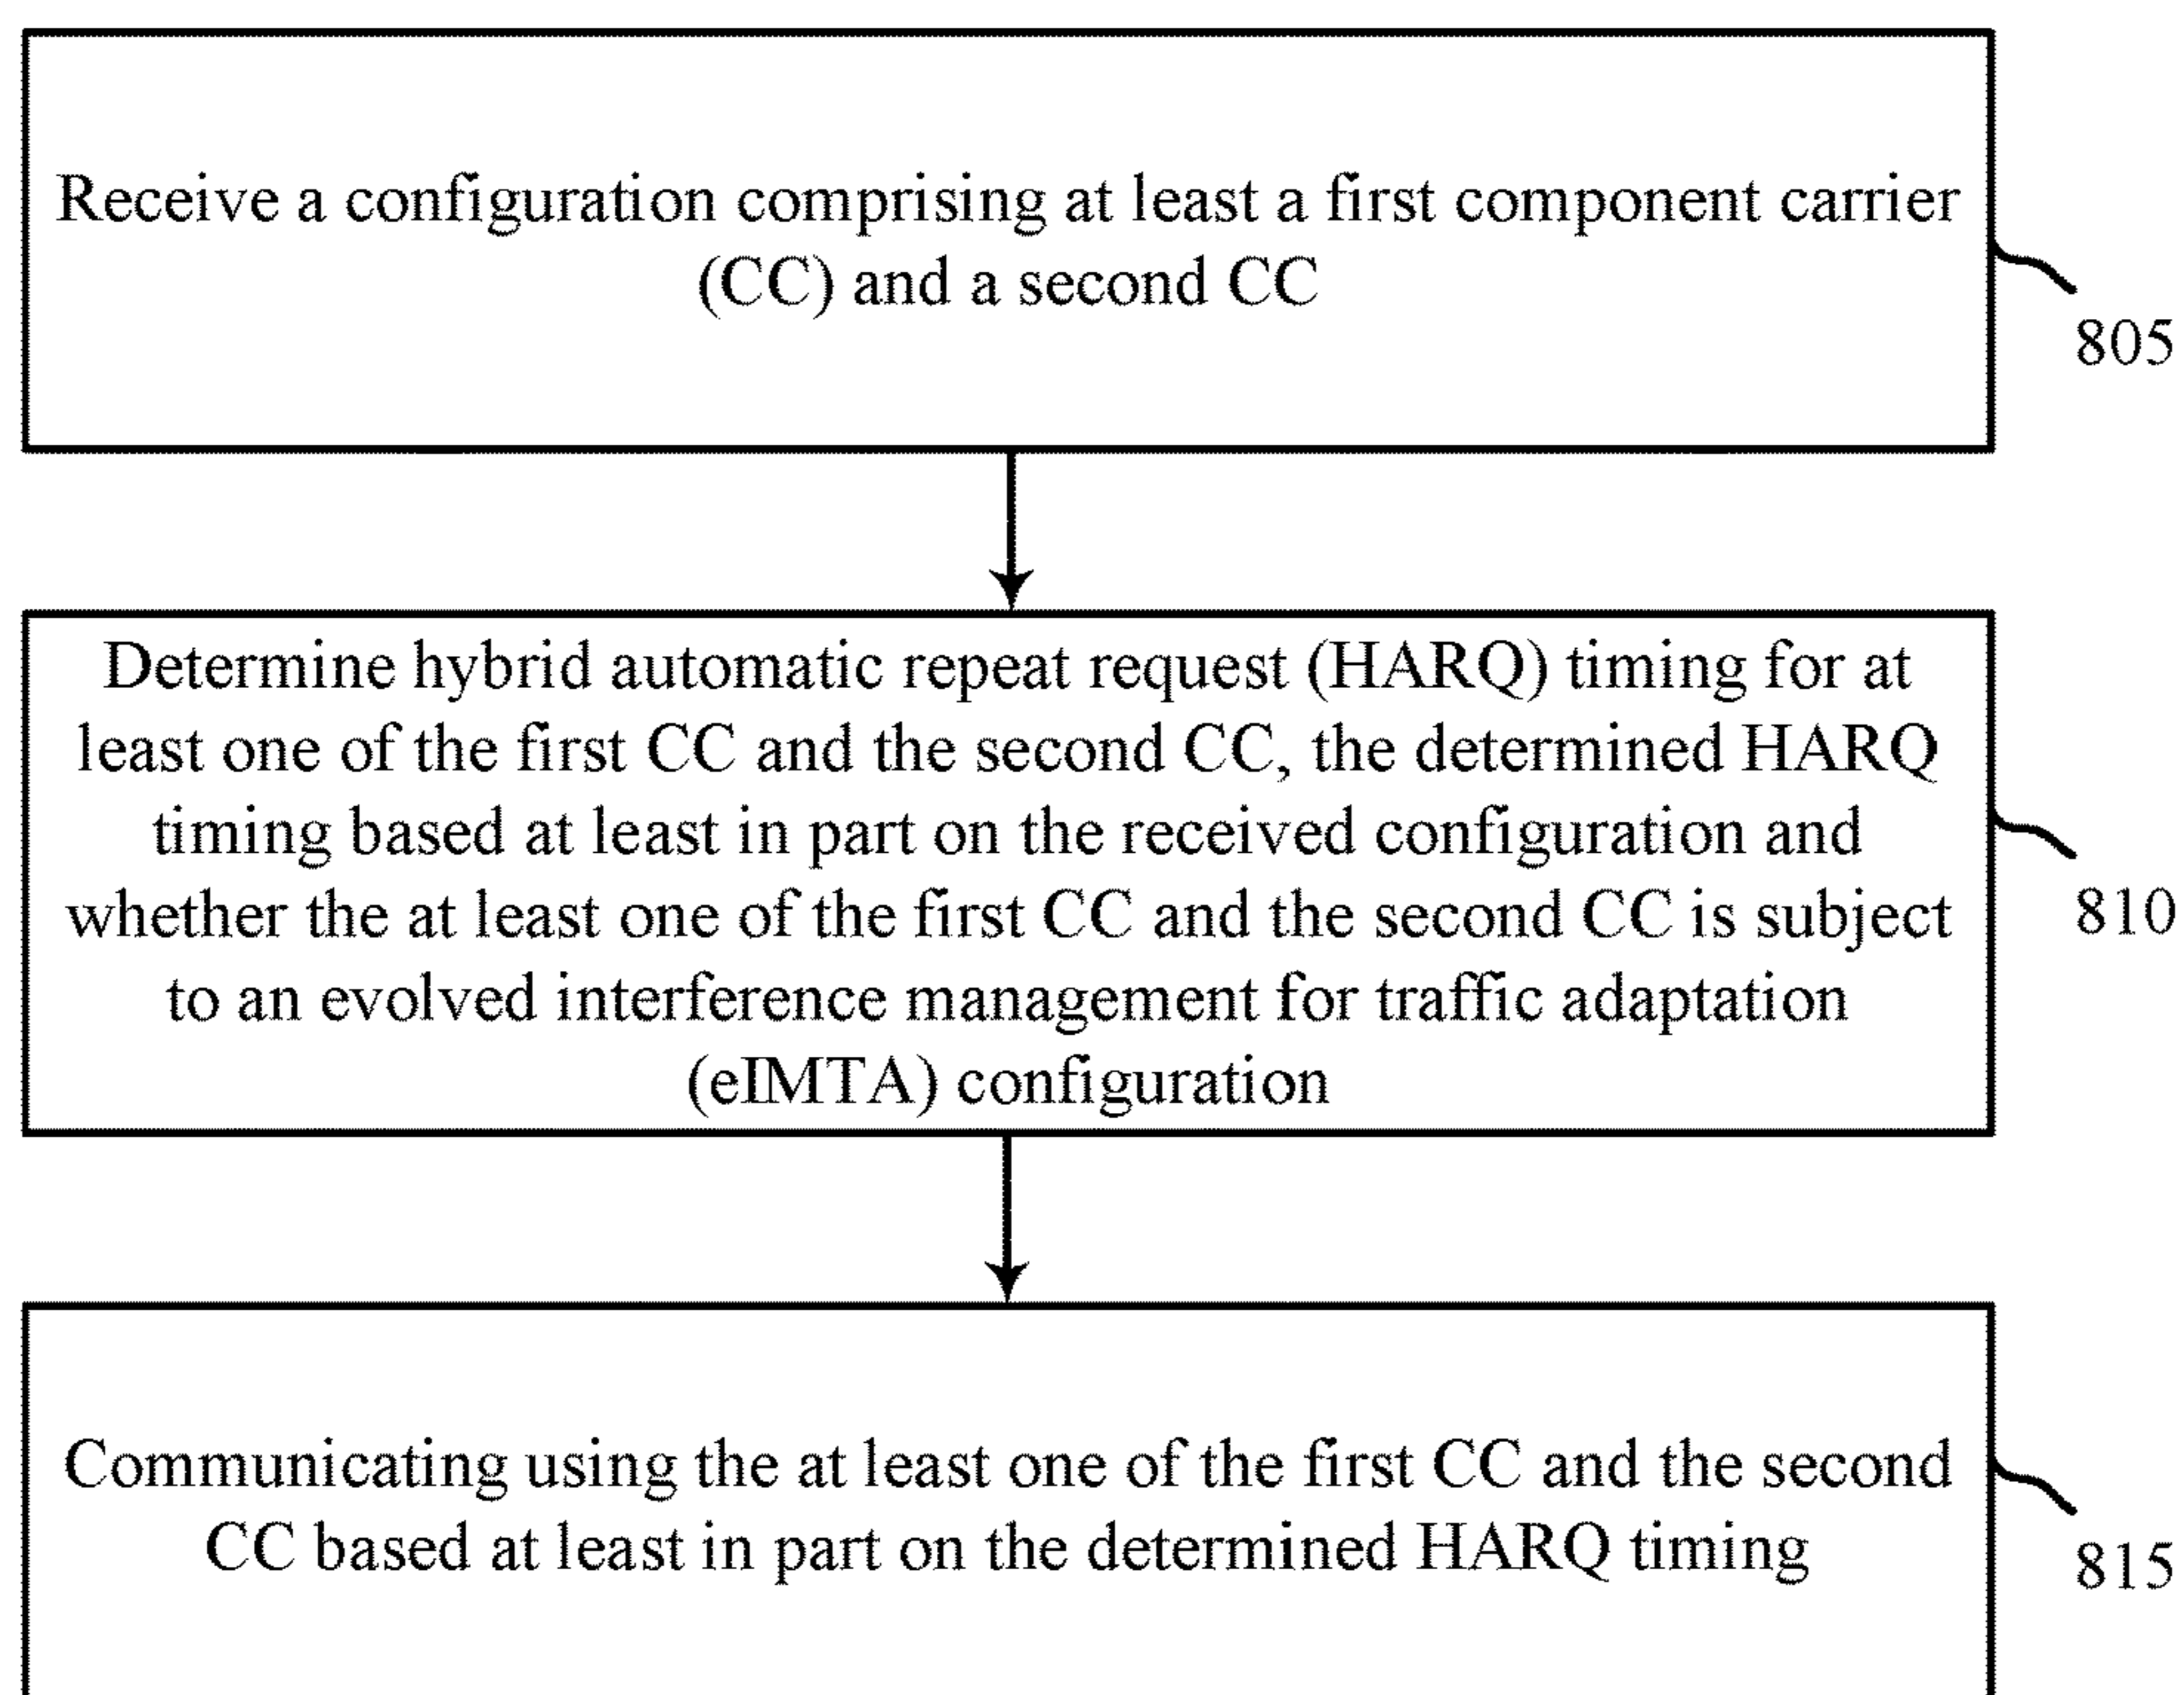 Receive a configuration comprising at least a first component carrier
(CC) and a second CC
805
Determine hybrid automatic repeat request (HARQ) timing for at
least one of the first CC and the second CC, the determined HARQ
timing based at least in part on the received configuration and
whether the at least one of the first CC and the second CC is subject
to an evolved interference management for traffic adaptation
(eIMTA) configuration
810
Communicating using the at least one of the first CC and the second
CC based at least in part on the determined HARQ timing
815